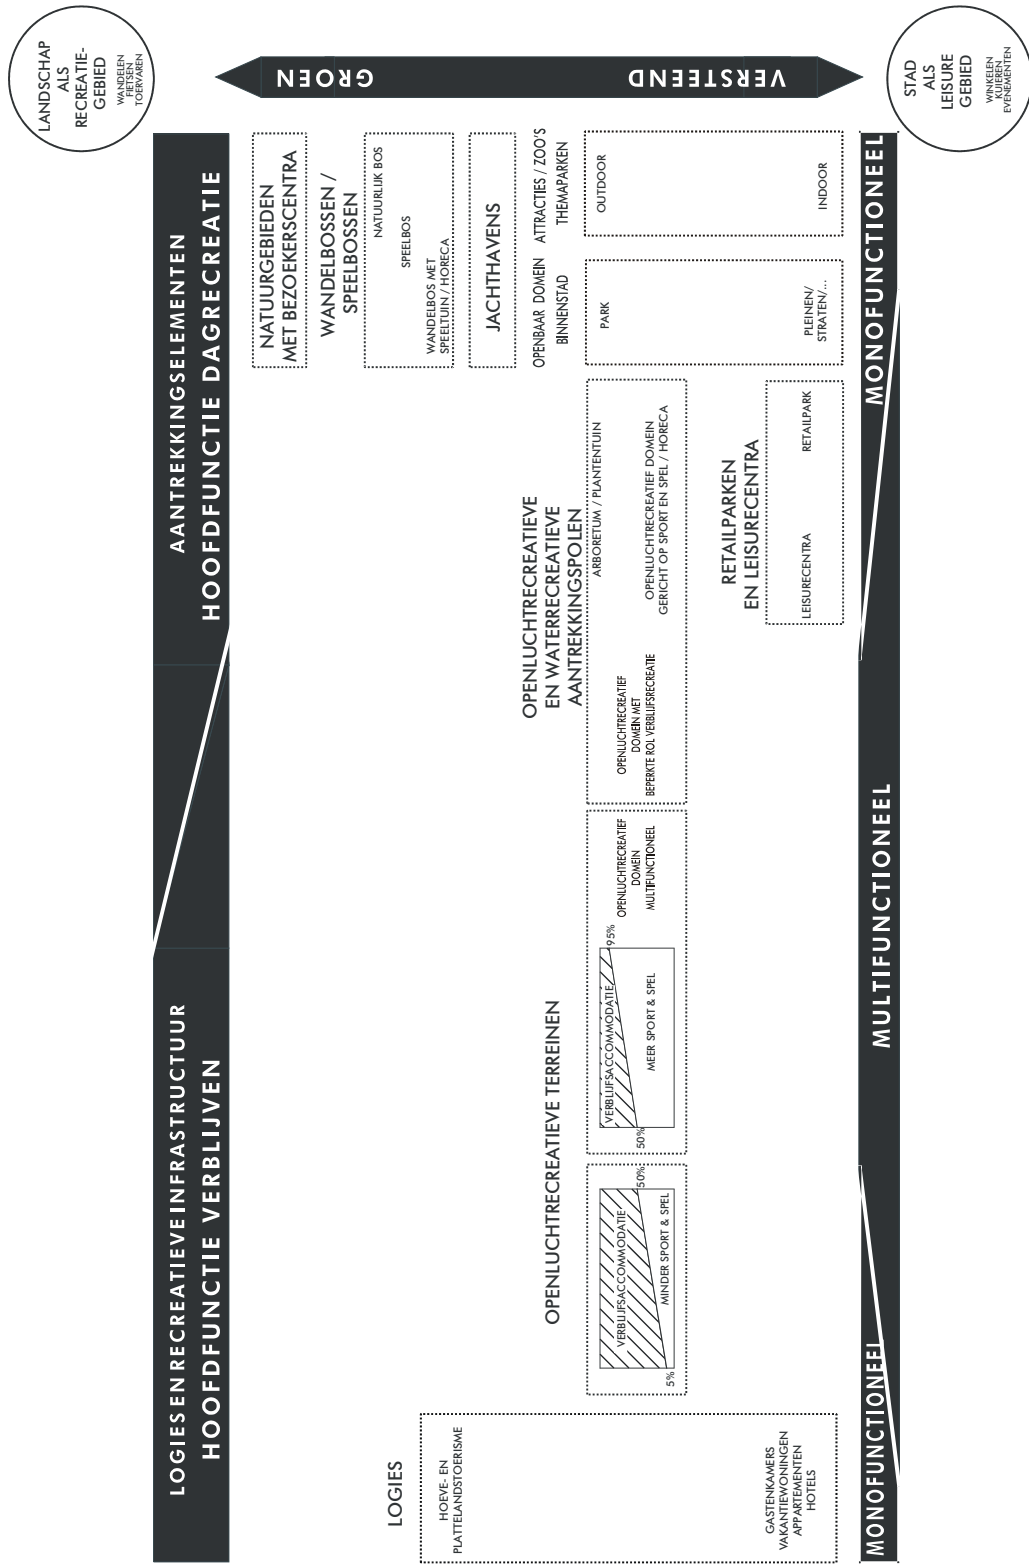 LOGIES EN RECREATIEVE INFRASTRUCTUUR
HOOFDFUNCTIE VERBLIJVEN
AANTREKKINGSELEMENTEN
HOOFDFUNCTIE DAGRECREATIE
LANDSCHAP
ALS
RECREATIE-
GEBIED
WANDELEN
FIETSEN
TOERVAREN
GROEN
VERSTEEND
STAD
ALS
LEISURE
GEBIED
WINKELEN
KUIEREN
EVENEMENTEN
NATUURGEBIEDEN
MET BEZOEKERSCENTRA
WANDELBOSSEN /
SPEELBOSSEN
NATUURLIJK BOS
SPEELBOS
WANDELBOS MET
SPEELTUIN / HORECA
JACHTHAVENS
OPENBAAR DOMEIN
BINNENSTAD
ATTRACTIES / ZOO'S
THEMAPARKEN
PARK
PLEINEN/
STRATEN/...
OUTDOOR
INDOOR
OPENLUCHTRECREATIEVE
EN WATERRECREATIEVE
AANTREKKINGSPOLEN
ARBORETUM / PLANTENTUIN
OPENLUCHTRECREATIEF DOMEIN
GERICHT OP SPORT EN SPEL / HORECA
OPENLUCHTRECREATIEF
DOMEIN MET
BEPERKTE ROL VERBLIJFSRECREATIE
RETAILPARKEN
EN LEISURECENTRA
LEISURECENTRA
RETAILPARK
OPENLUCHTRECREATIEVE TERREINEN
OPENLUCHTRECREATIEF
DOMEIN
MULTIFUNCTIONEEL
VERBLIJFSACCOMMODATIE
MEER SPORT & SPEL
50%
95%
VERBLIJFSACCOMMODATIE
MINDER SPORT & SPEL
5%
50%
LOGIES
HOEVE- EN
PLATTELANDSTOERISME
GASTENKAMERS
VAKANTIEWONINGEN
APPARTEMENTEN
HOTELS
MONOFUNCTIONEEL
MULTIFUNCTIONEEL
MONOFUNCTIONEEL